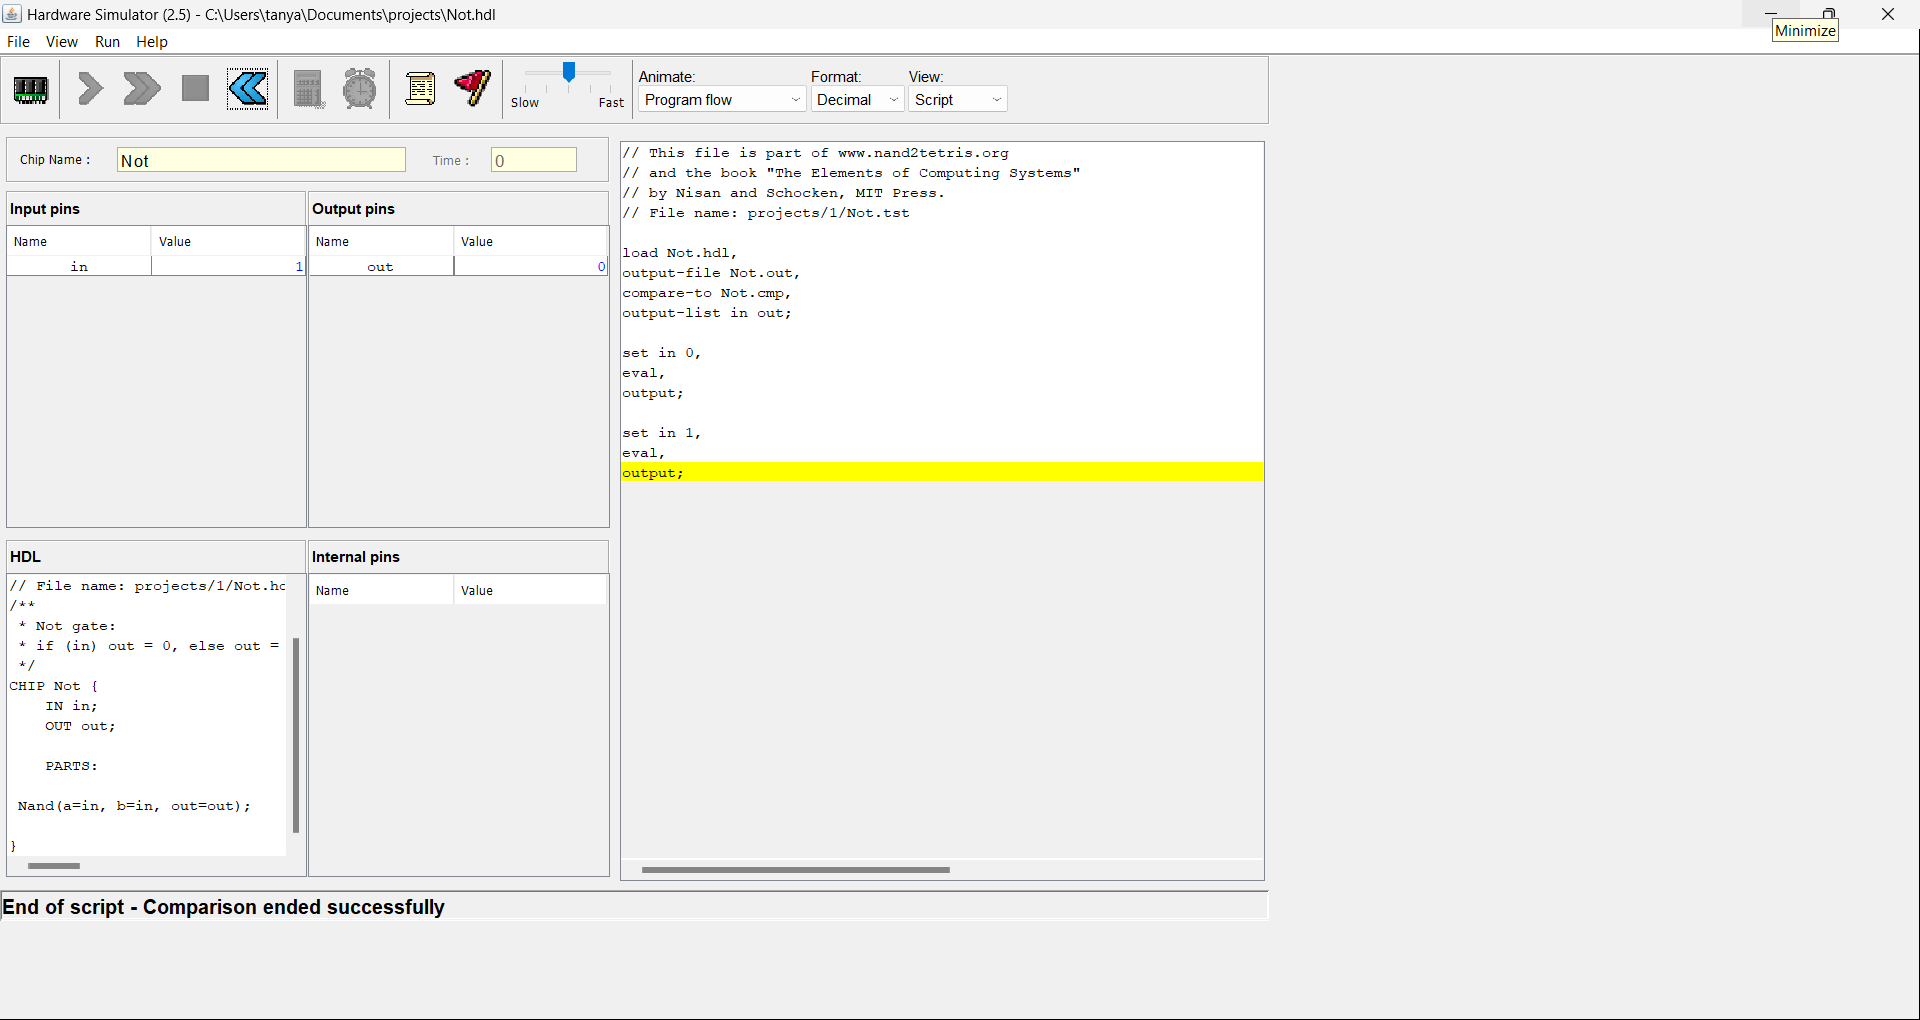 Hardware Simulator (2.5) - C:\Users\tanya\Documents\projects\Not.hdl
Minimize
File View Run Help
Slow Fast
Animate: Format: View:
Program flow Decimal Script
Chip Name : Not Time : 0
Input pins
Name Value
in 1
Output pins
Name Value
out 0
HDL
// File name: projects/1/Not.hd
/**
 * Not gate:
 * if (in) out = 0, else out =
 */
CHIP Not {
    IN in;
    OUT out;
    PARTS:
 Nand(a=in, b=in, out=out);
}
Internal pins
Name Value
// This file is part of www.nand2tetris.org
// and the book "The Elements of Computing Systems"
// by Nisan and Schocken, MIT Press.
// File name: projects/1/Not.tst
load Not.hdl,
output-file Not.out,
compare-to Not.cmp,
output-list in out;
set in 0,
eval,
output;
set in 1,
eval,
output;
End of script - Comparison ended successfully